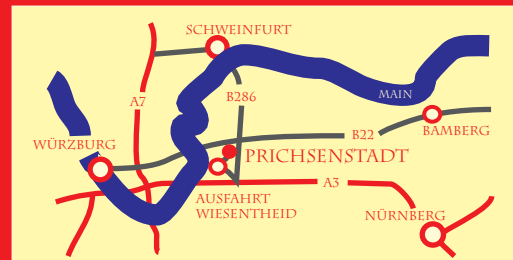 SCHWEINFURT
MAIN
A7
B286
BAMBERG
B22
WÜRZBURG
PRICHSENSTADT
A3
AUSFAHRT
WIESENTHEID
NÜRNBERG